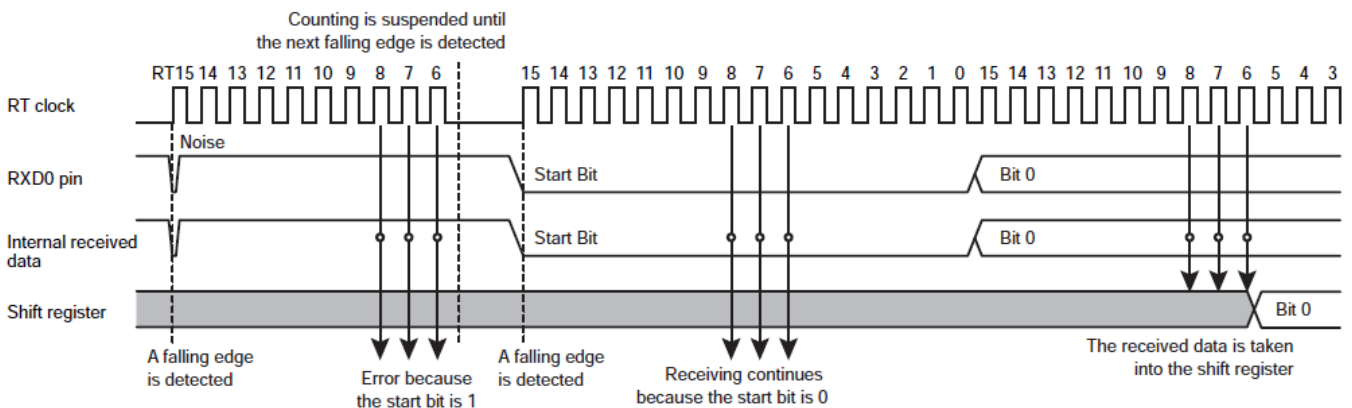 Counting is suspended until
the next falling edge is detected
RT15 14 13 12 11 10 9 8 7 6 15 14 13 12 11 10 9 8 7 6 5 4 3 2 1 0 15 14 13 12 11 10 9 8 7 6 5 4 3
RT clock
Noise
RXD0 pin
Start Bit
Bit 0
Internal received
data
Start Bit
Bit 0
Shift register
Bit 0
A falling edge
is detected
Error because
the start bit is 1
A falling edge
is detected
Receiving continues
because the start bit is 0
The received data is taken
into the shift register